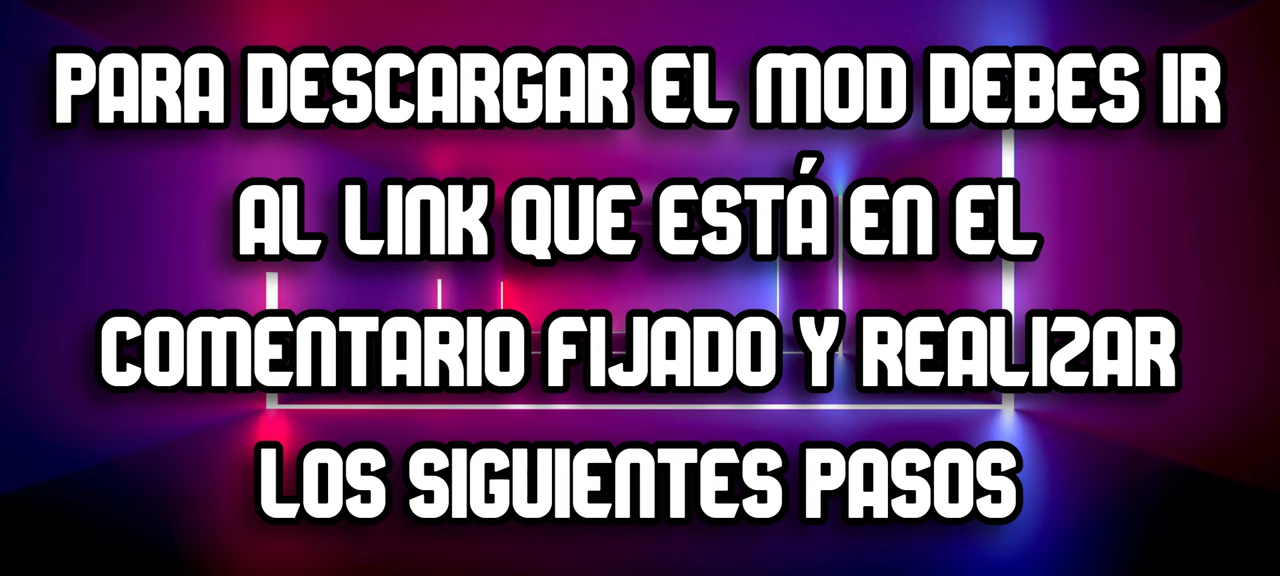 PARA DESCARGAR EL MOD DEBES IR
AL LINK QUE ESTÁ EN EL
COMENTARIO FIJADO Y REALIZAR
LOS SIGUIENTES PASOS